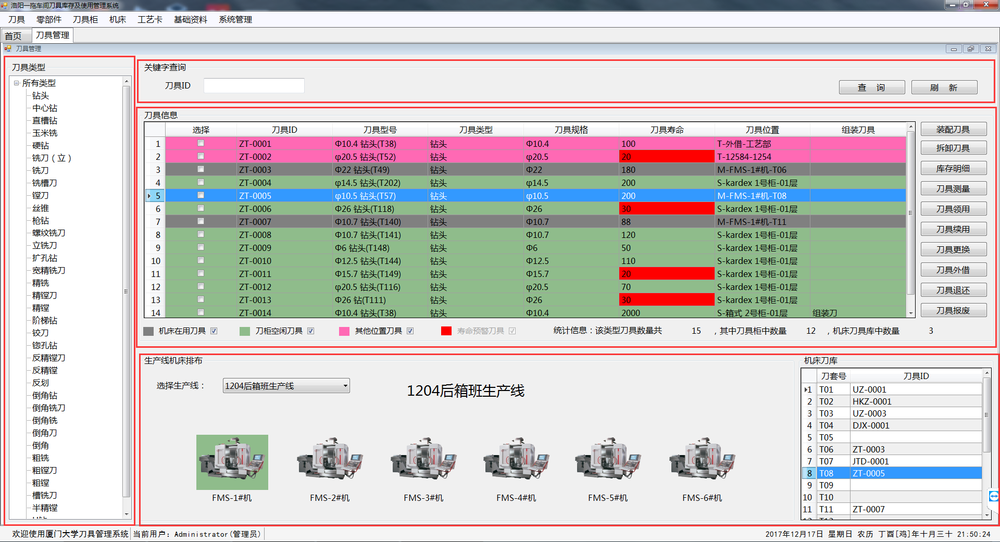 洛阳一拖车间刀具库存及使用管理系统
刀具 零部件 刀具柜 机床 工艺卡 基础资料 系统管理
首页 刀具管理
刀具管理
刀具类型
所有类型
钻头
中心钻
直槽钻
玉米铣
硬钻
铣刀（立）
铣刀
铣槽刀
镗刀
丝锥
枪钻
螺纹铣刀
立铣刀
扩孔钻
宽精铣刀
精铣
精镗刀
精镗
阶梯钻
铰刀
锪孔钻
反精镗刀
反精镗
反划
倒角钻
倒角铣刀
倒角铣
倒角刀
倒角
粗铣
粗镗刀
粗镗
槽铣刀
半精镗
关键字查询
刀具ID
查 询 刷 新
刀具信息
选择 刀具ID 刀具型号 刀具类型 刀具规格 刀具寿命 刀具位置 组装刀具
1 ZT-0001 Φ10.4 钻头(T38) 钻头 Φ10.4 100 T-外借-工艺部
2 ZT-0002 φ20.5 钻头(T52) 钻头 φ20.5 20 T-12584-1254
3 ZT-0003 Φ22 钻头(T49) 钻头 Φ22 180 M-FMS-1#机-T06
4 ZT-0004 φ14.5 钻头(T202) 钻头 φ14.5 200 S-kardex 1号柜-01层
5 ZT-0005 φ10.5 钻头(T57) 钻头 φ10.5 200 M-FMS-1#机-T08
6 ZT-0006 Φ26 钻头(T118) 钻头 Φ26 30 S-kardex 1号柜-01层
7 ZT-0007 Φ10.7 钻头(T140) 钻头 Φ10.7 88 M-FMS-1#机-T11
8 ZT-0008 Φ10.7 钻头(T141) 钻头 Φ10.7 120 S-kardex 1号柜-01层
9 ZT-0009 Φ6 钻头(T148) 钻头 Φ6 50 S-kardex 1号柜-01层
10 ZT-0010 Φ12.5 钻头(T144) 钻头 Φ12.5 110 S-kardex 1号柜-01层
11 ZT-0011 Φ15.7 钻头(T149) 钻头 Φ15.7 20 S-kardex 1号柜-01层
12 ZT-0012 φ20.5 钻头(T116) 钻头 φ20.5 70 S-kardex 1号柜-01层
13 ZT-0013 Φ26 钻(T111) 钻头 Φ26 30 S-kardex 1号柜-01层
14 ZT-0014 Φ10.4 钻头(T38) 钻头 Φ10.4 2000 S-箱式 2号柜-01层 组装刀
装配刀具
拆卸刀具
库存明细
刀具测量
刀具领用
刀具续用
刀具更换
刀具外借
刀具退还
刀具报废
机床在用刀具 刀柜空闲刀具 其他位置刀具 寿命预警刀具 统计信息：该类型刀具数量共 15 ，其中刀具柜中数量 12 ，机床刀具库中数量 3
生产线机床排布
选择生产线： 1204后箱班生产线
1204后箱班生产线
FMS-1#机 FMS-2#机 FMS-3#机 FMS-4#机 FMS-5#机 FMS-6#机
机床刀库
刀套号 刀具ID
1 T01 UZ-0001
2 T02 HKZ-0001
3 T03 UZ-0003
4 T04 DJX-0001
5 T05
6 T06 ZT-0003
7 T07 JTD-0001
8 T08 ZT-0005
9 T09
10 T10
11 T11 ZT-0007
欢迎使用厦门大学刀具管理系统 当前用户: Administrator(管理员) 2017年12月17日 星期日 农历 丁酉[鸡]年十月三十 21:50:24